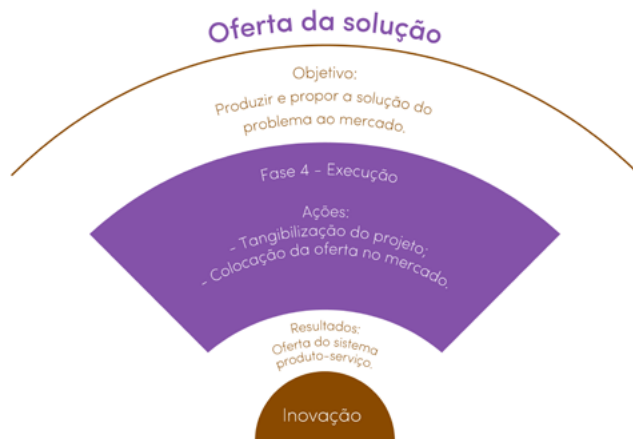 Oferta da solução
Objetivo:
Produzir e propor a solução do
problema ao mercado.
Fase 4 - Execução
Ações:
- Tangibilização do projeto;
- Colocação da oferta no mercado.
Resultados:
Oferta do sistema
produto-serviço.
Inovação